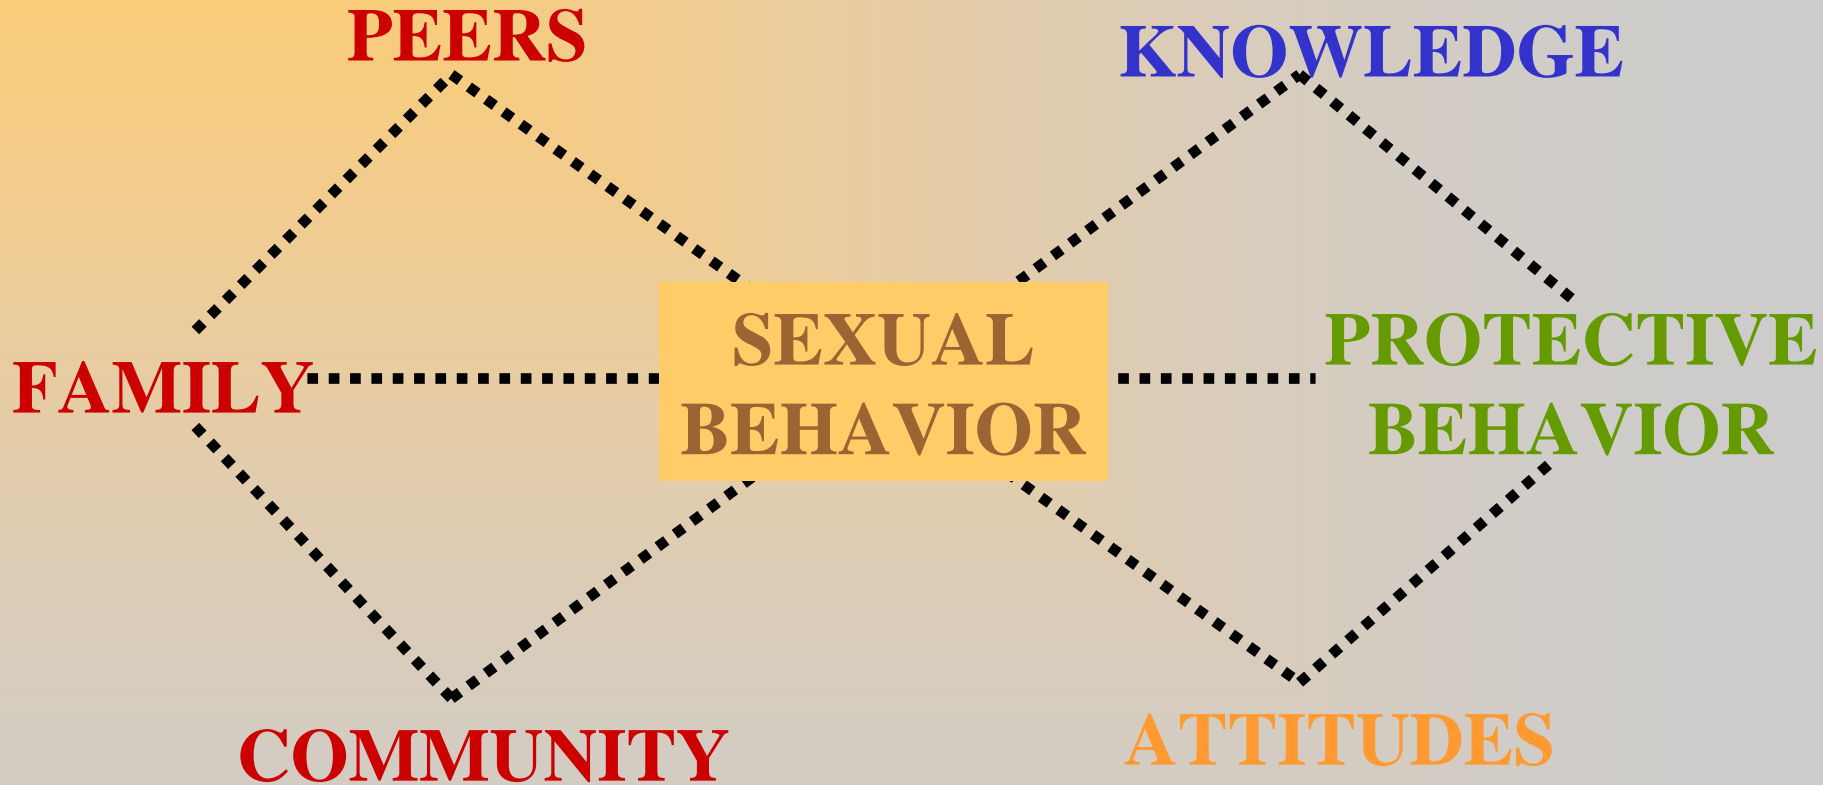 PEERS
KNOWLEDGE
FAMILY
SEXUAL
BEHAVIOR
PROTECTIVE
BEHAVIOR
COMMUNITY
ATTITUDES